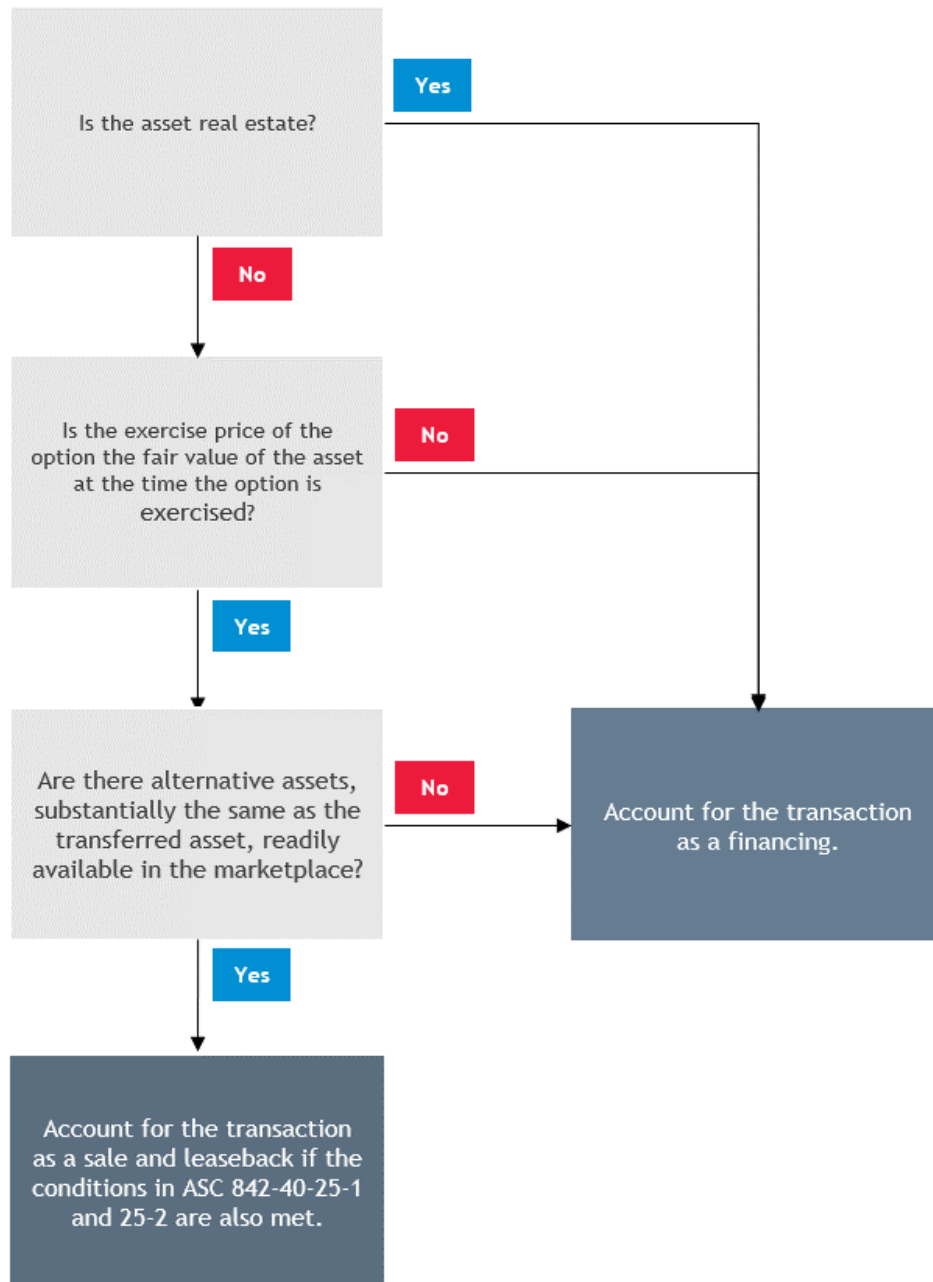 Is the asset real estate?
Yes
No
Is the exercise price of the
option the fair value of the asset
at the time the option is
exercised?
No
Yes
Are there alternative assets,
substantially the same as the
transferred asset, readily
available in the marketplace?
No
Account for the transaction
as a financing.
Yes
Account for the transaction
as a sale and leaseback if the
conditions in ASC 842-40-25-1
and 25-2 are also met.